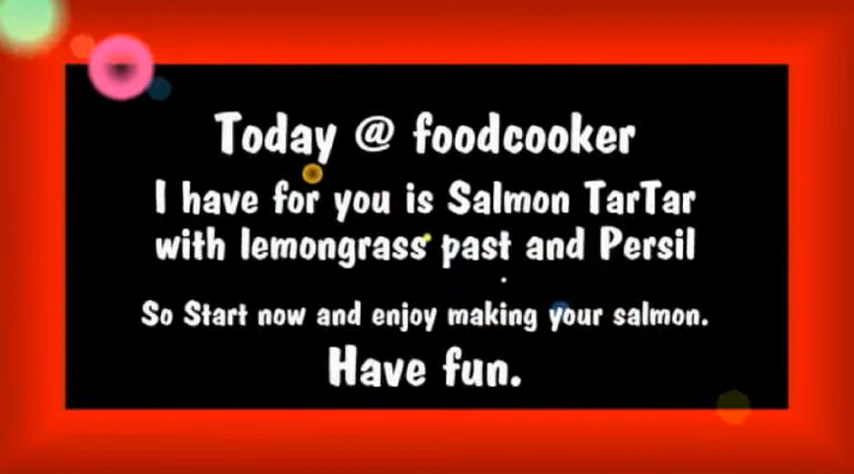 Today @ foodcooker
I have for you is Salmon TarTar
with lemongrass past and Persil
So Start now and enjoy making your salmon.
Have fun.